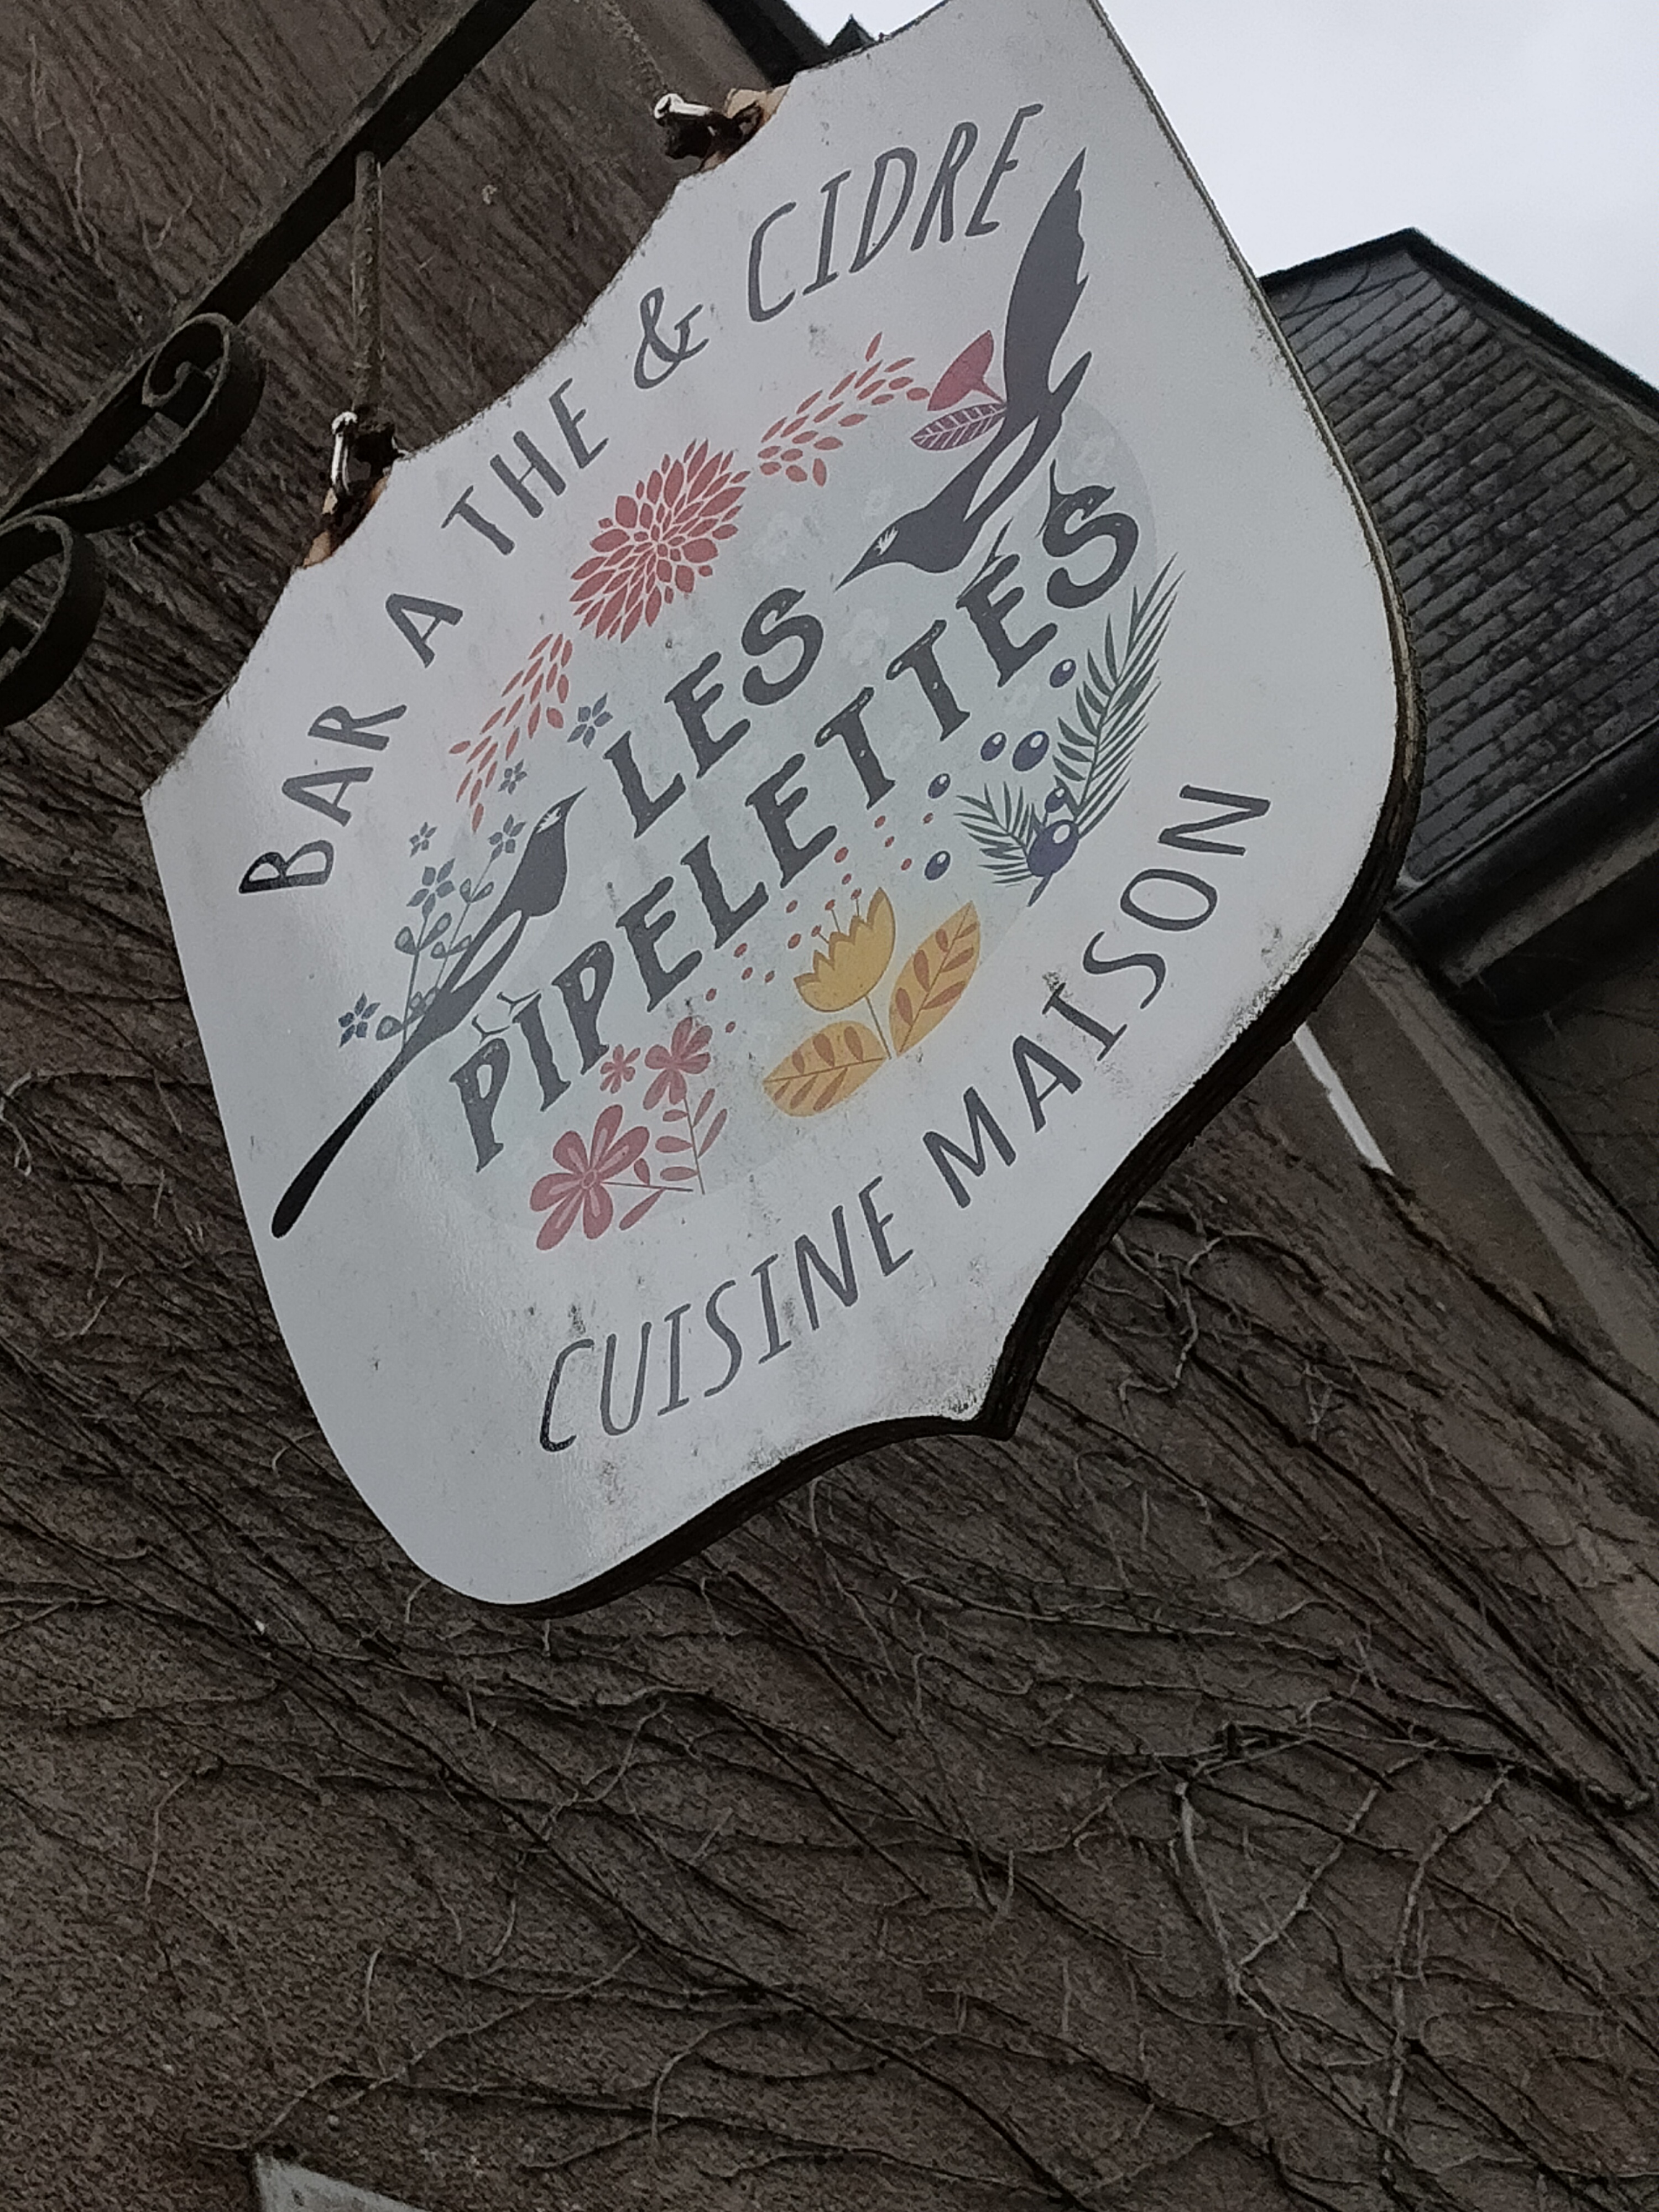 BAR A THE & CIDRE
LES
PIPELETTES
CUISINE MAISON